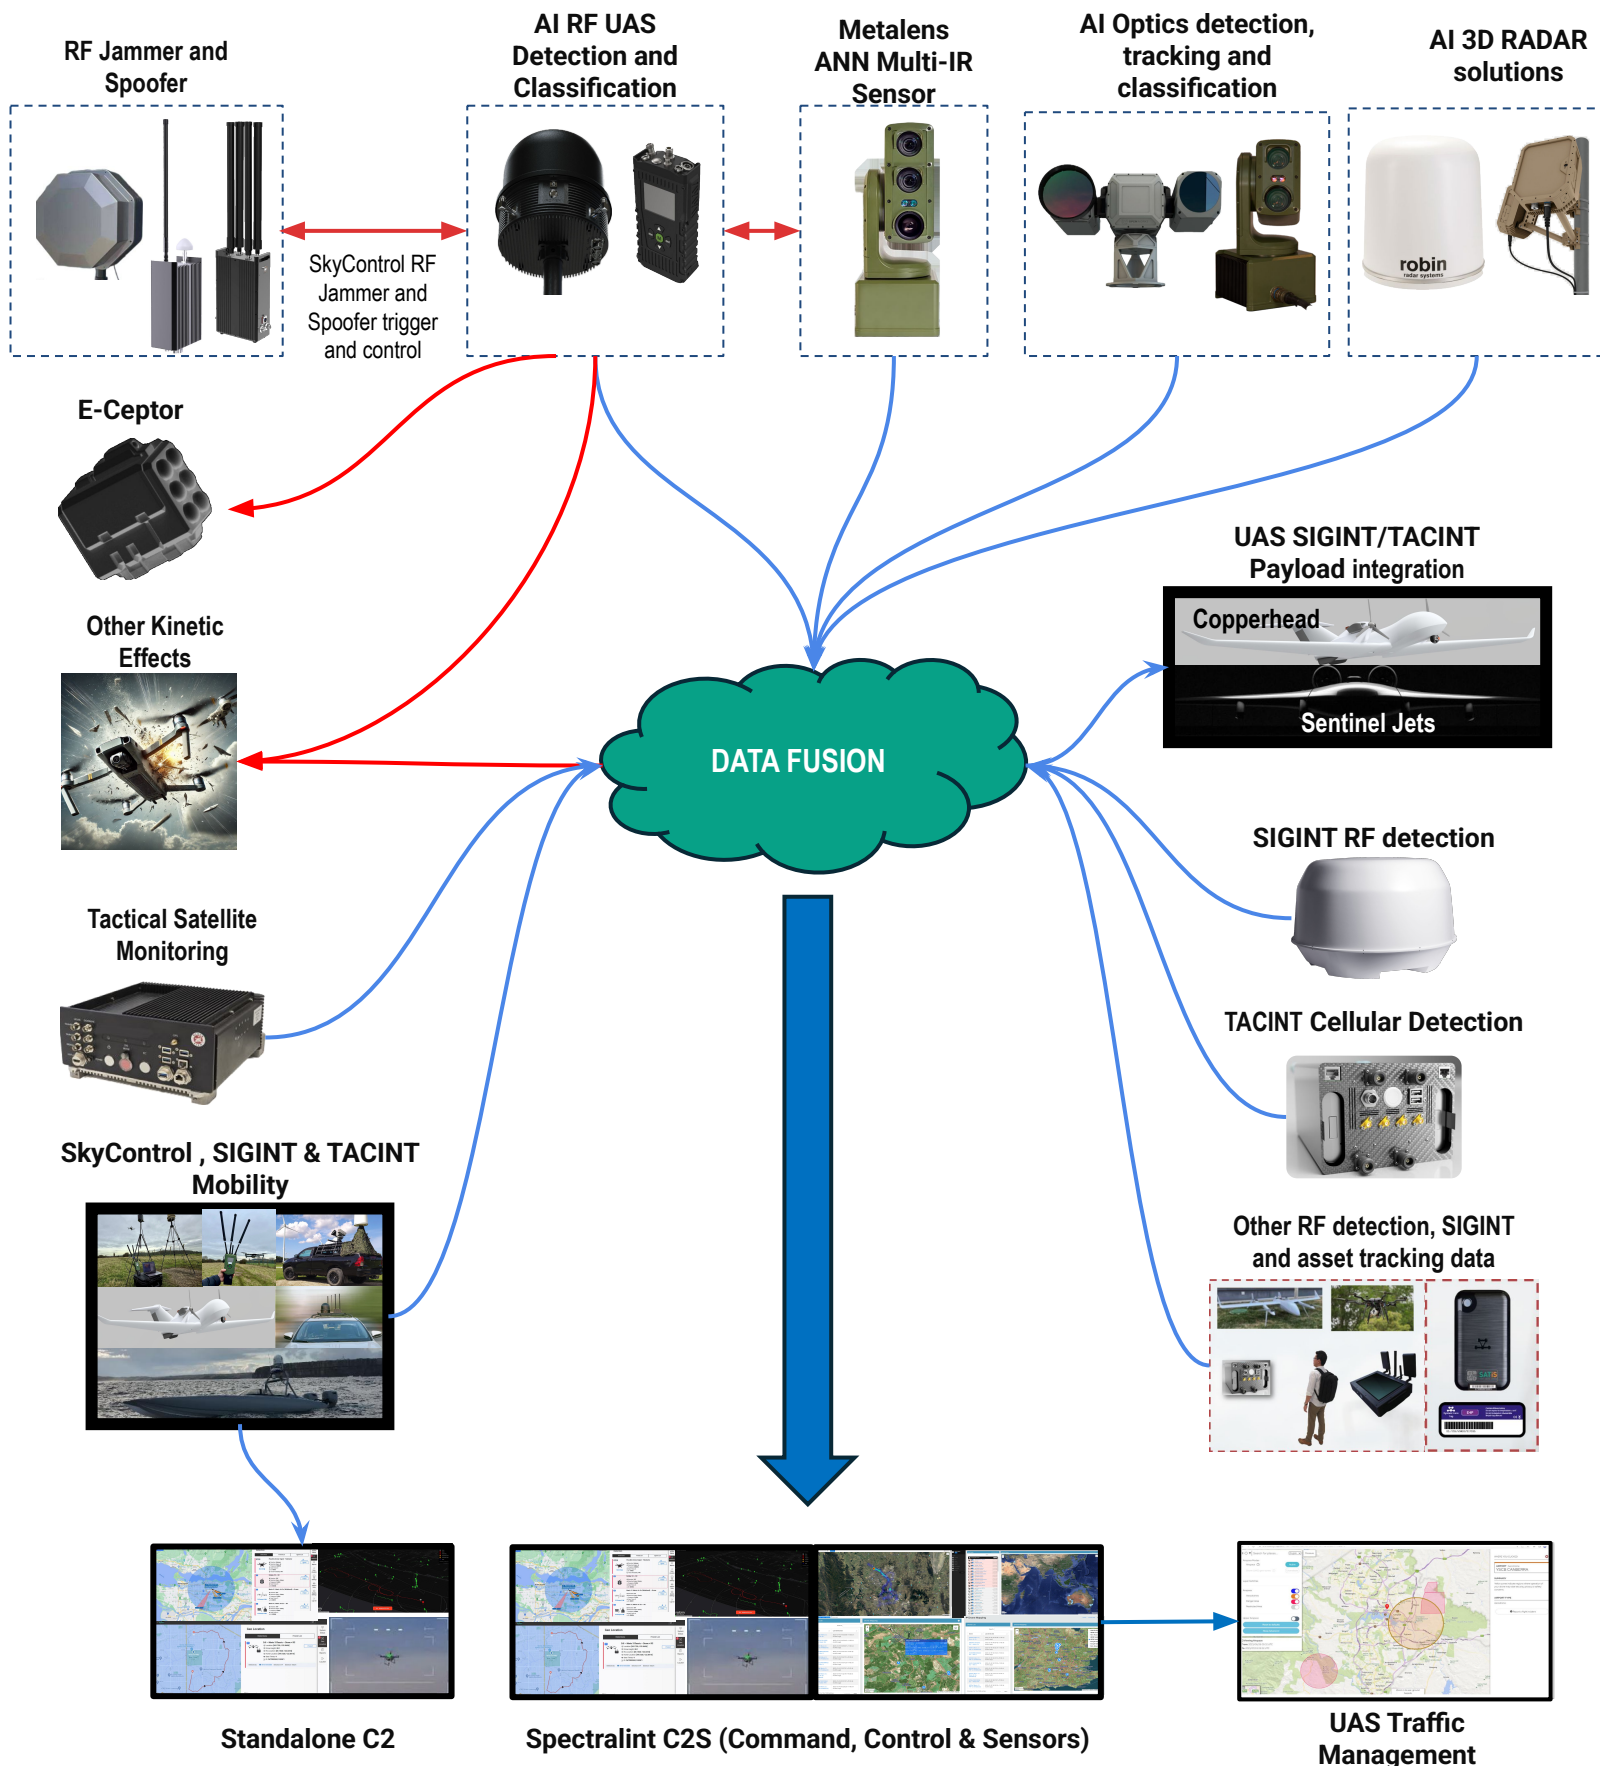 RF Jammer and
Spoofer
AI RF UAS
Detection and
Classification
Metalens
ANN Multi-IR
Sensor
AI Optics detection,
tracking and
classification
AI 3D RADAR
solutions
robin
radar systems
SkyControl RF
Jammer and
Spoofer trigger
and control
E-Ceptor
Other Kinetic
Effects
UAS SIGINT/TACINT
Payload integration
Copperhead
Sentinel Jets
DATA FUSION
SIGINT RF detection
Tactical Satellite
Monitoring
TACINT Cellular Detection
SkyControl , SIGINT & TACINT
Mobility
Other RF detection, SIGINT
and asset tracking data
Standalone C2
Spectralint C2S (Command, Control & Sensors)
UAS Traffic
Management